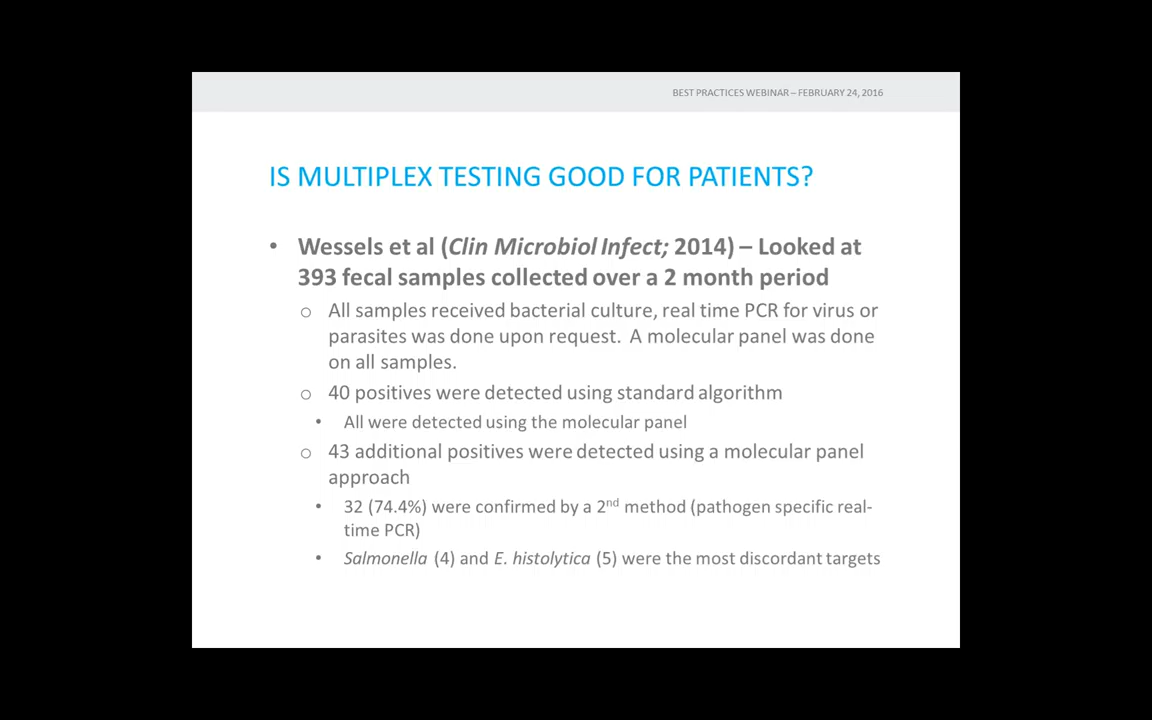 BEST PRACTICES WEBINAR – FEBRUARY 24, 2016
IS MULTIPLEX TESTING GOOD FOR PATIENTS?
• Wessels et al (Clin Microbiol Infect; 2014) – Looked at
393 fecal samples collected over a 2 month period
o All samples received bacterial culture, real time PCR for virus or
parasites was done upon request. A molecular panel was done
on all samples.
o 40 positives were detected using standard algorithm
• All were detected using the molecular panel
o 43 additional positives were detected using a molecular panel
approach
• 32 (74.4%) were confirmed by a 2nd method (pathogen specific real-
time PCR)
• Salmonella (4) and E. histolytica (5) were the most discordant targets